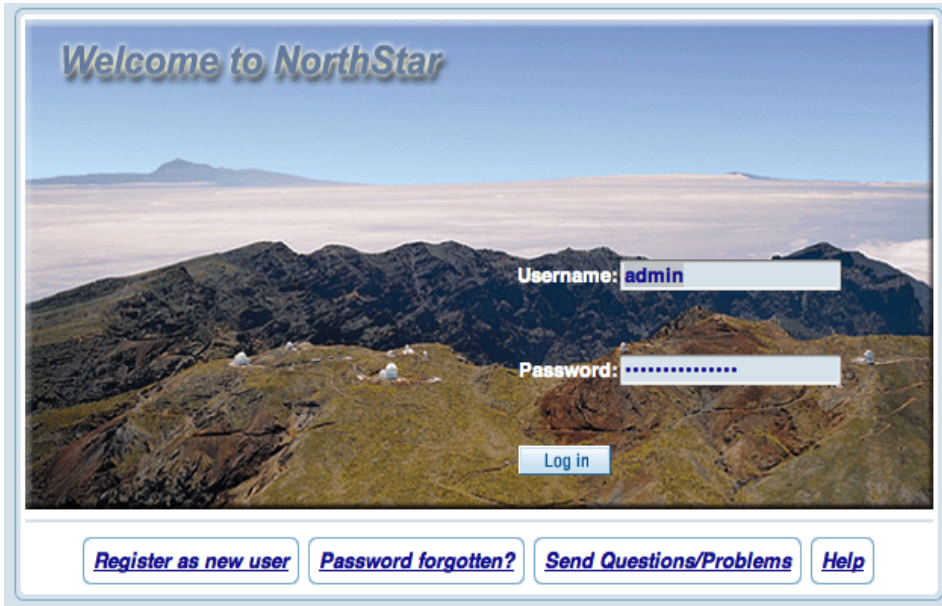 Welcome to NorthStar
Username: admin
Password: •••••••••••••••
Log in
Register as new user Password forgotten? Send Questions/Problems Help